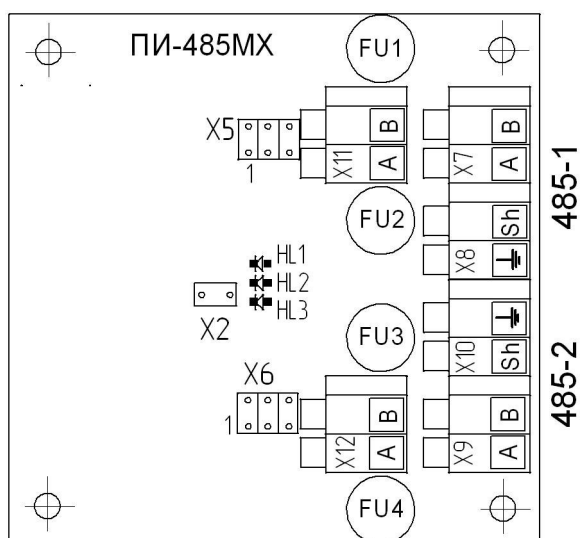 ПИ-485МХ
FU1
X5
1
B
A
X11
B
A
X7
485-1
FU2
Sh
X8
HL1
HL2
HL3
X2
FU3
X10
Sh
485-2
X6
1
B
A
X12
B
A
X9
FU4